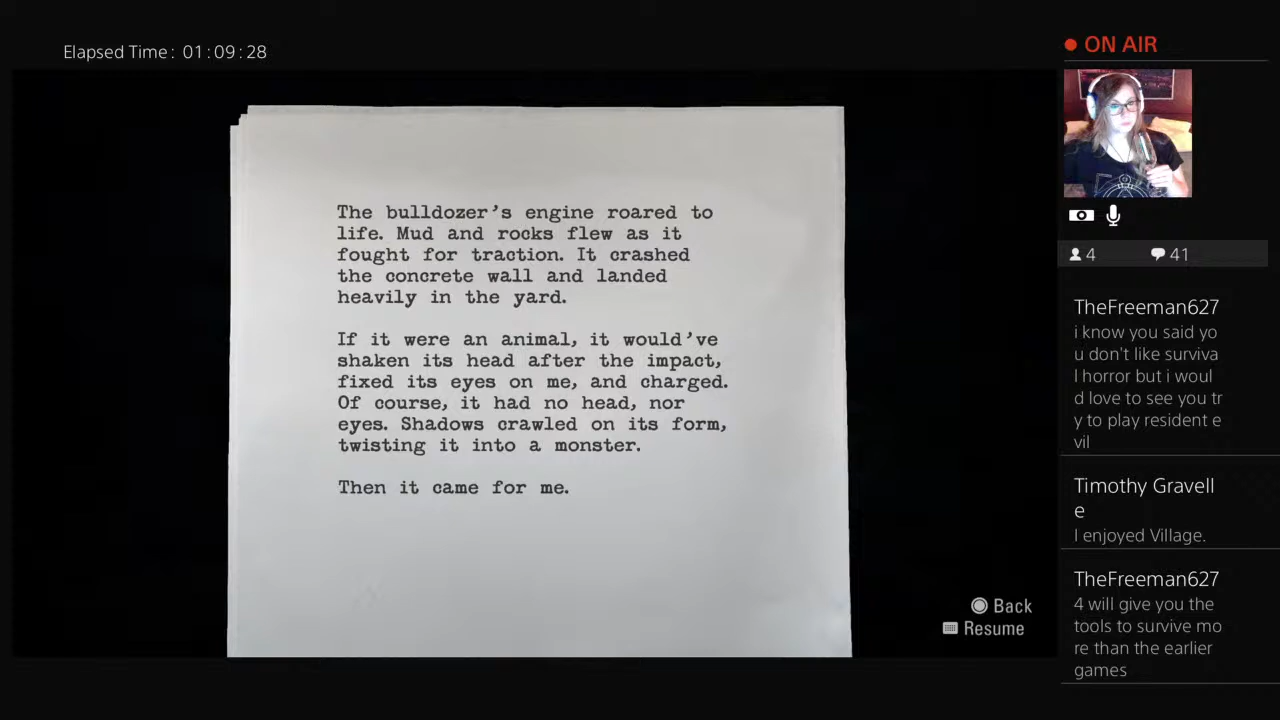 Elapsed Time: 01:09:28
ON AIR
The bulldozer's engine roared to
life. Mud and rocks flew as it
fought for traction. It crashed
the concrete wall and landed
heavily in the yard.
If it were an animal, it would've
shaken its head after the impact,
fixed its eyes on me, and charged.
Of course, it had no head, nor
eyes. Shadows crawled on its form,
twisting it into a monster.
Then it came for me.
Back
Resume
4
41
TheFreeman627
i know you said yo
u don't like surviva
l horror but i woul
d love to see you tr
y to play resident e
vil
Timothy Gravell
e
I enjoyed Village.
TheFreeman627
4 will give you the
tools to survive mo
re than the earlier
games